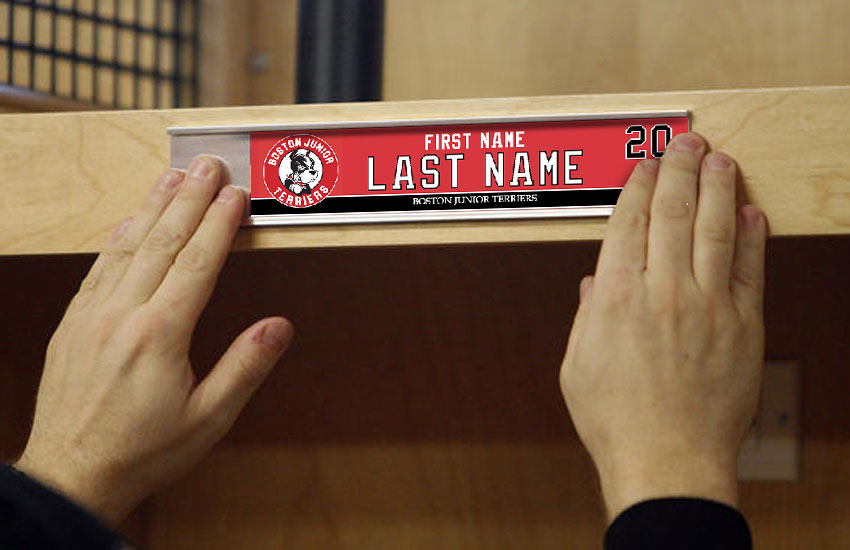 BOSTON JUNIOR
TERRIERS
FIRST NAME
LAST NAME
20
BOSTON JUNIOR TERRIERS